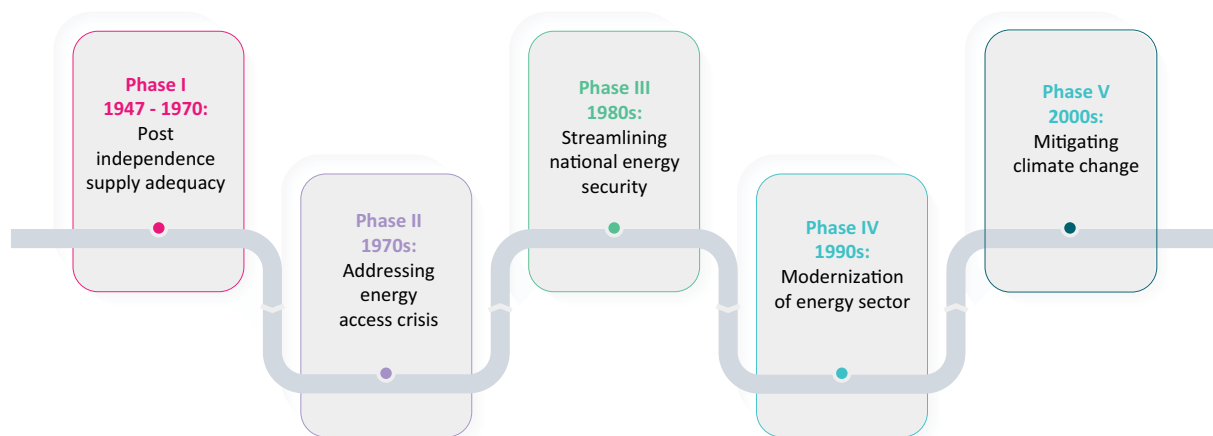 Phase I
1947 - 1970:
Post
independence
supply adequacy
Phase II
1970s:
Addressing
energy
access crisis
Phase III
1980s:
Streamlining
national energy
security
Phase IV
1990s:
Modernization
of energy sector
Phase V
2000s:
Mitigating
climate change